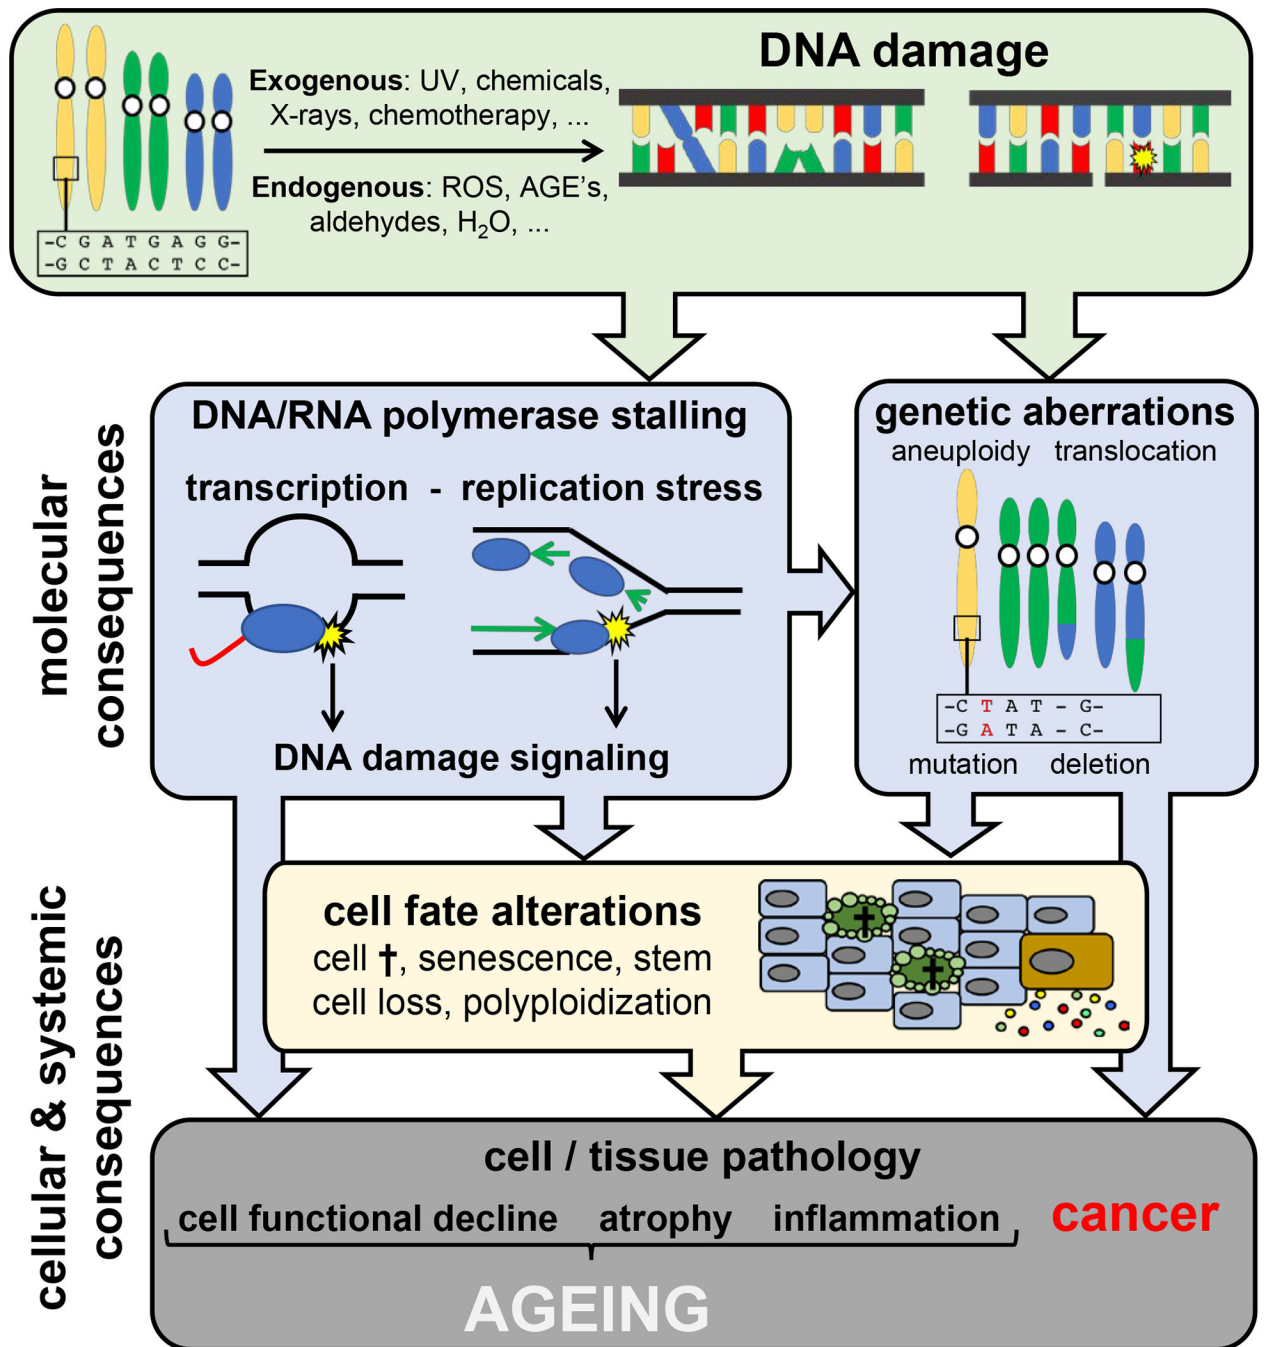 DNA damage
Exogenous: UV, chemicals,
X-rays, chemotherapy, ...
Endogenous: ROS, AGE's,
aldehydes, H₂O, ...
-C G A T G A G G-
-G C T A C T C C-
molecular
consequences
DNA/RNA polymerase stalling
transcription - replication stress
DNA damage signaling
genetic aberrations
aneuploidy translocation
-C T A T - G-
-G A T A - C-
mutation deletion
cellular & systemic
consequences
cell fate alterations
cell †, senescence, stem
cell loss, polyploidization
cell / tissue pathology
cell functional decline atrophy inflammation cancer
AGEING